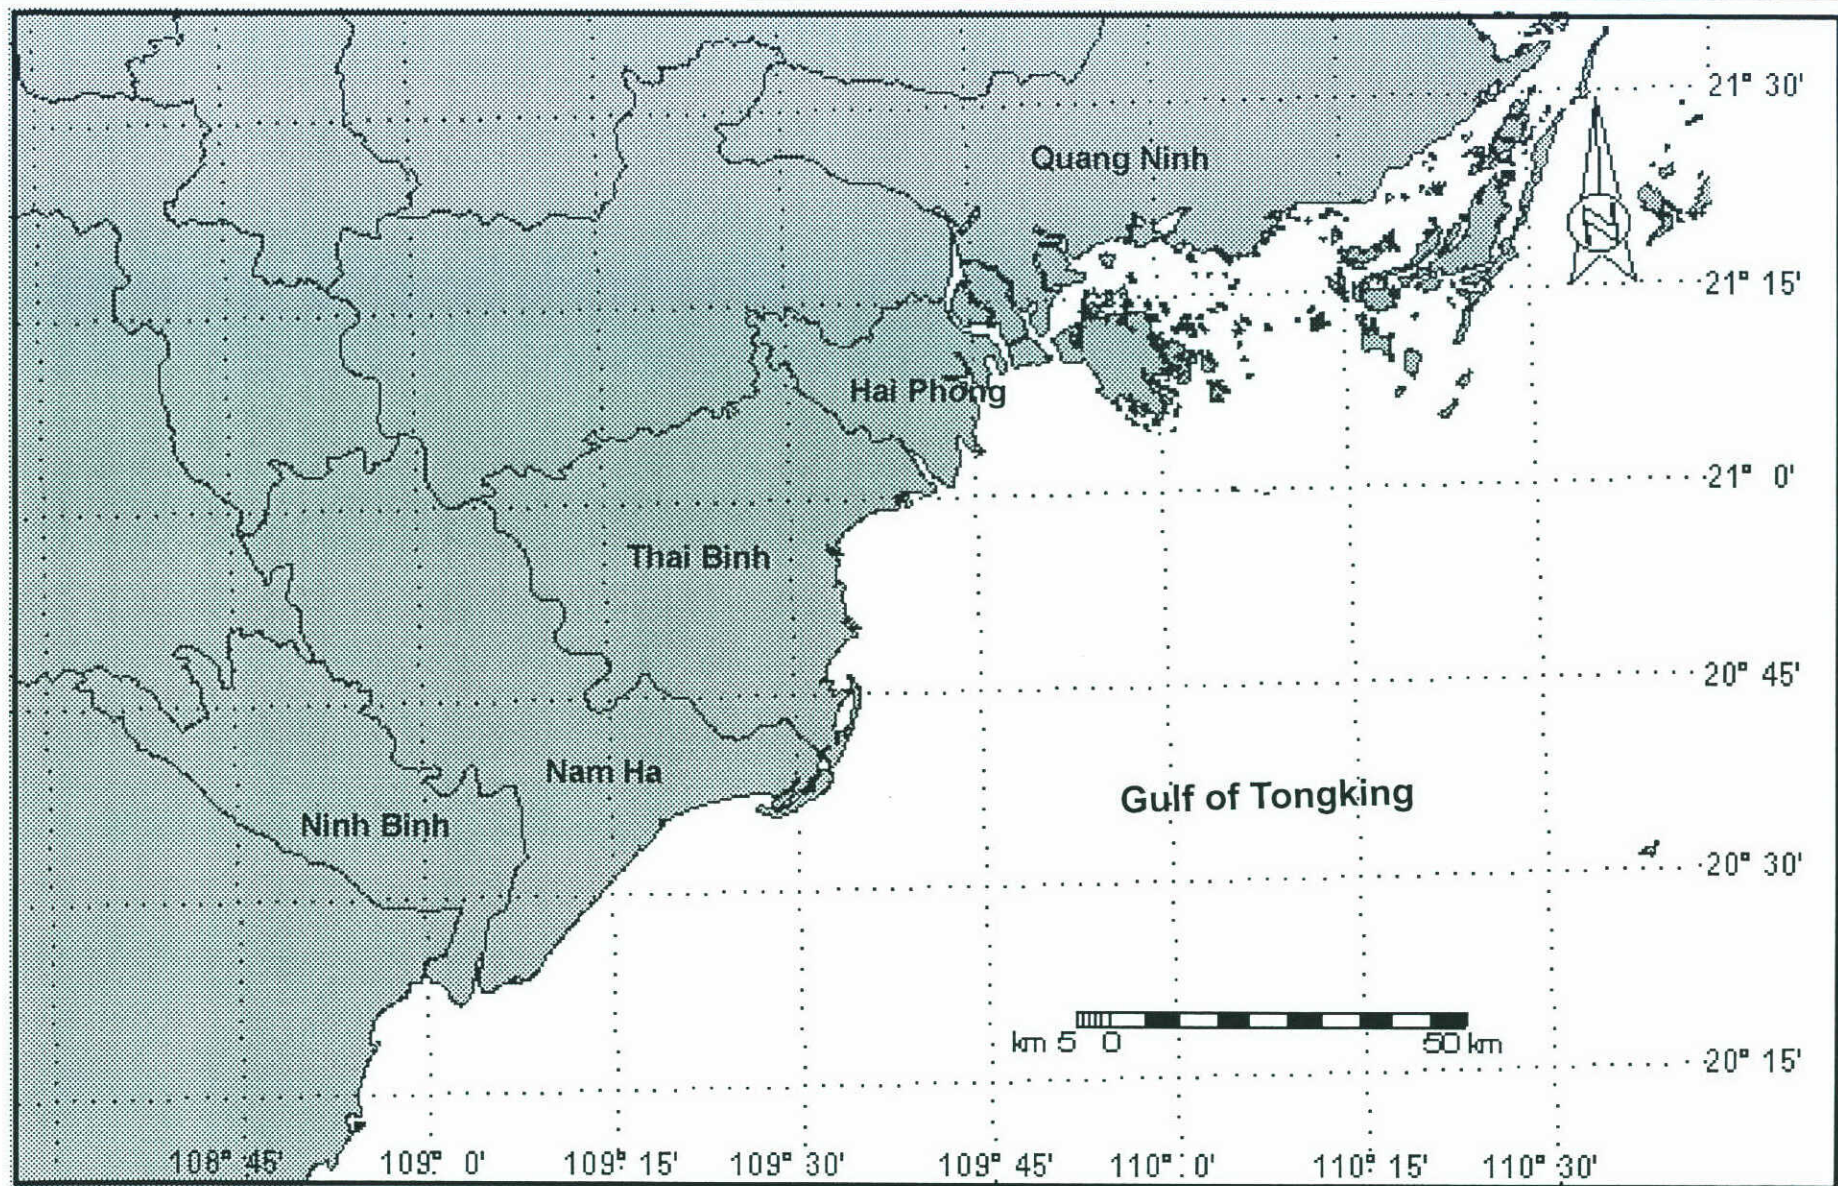 21° 30'
Quang Ninh
N
21° 15'
Hai Phong
21° 0'
Thai Binh
20° 45'
Nam Ha
Gulf of Tongking
Ninh Binh
20° 30'
km 5 0 50 km
20° 15'
108° 45' 109° 0' 109° 15' 109° 30' 109° 45' 110° 0' 110° 15' 110° 30'